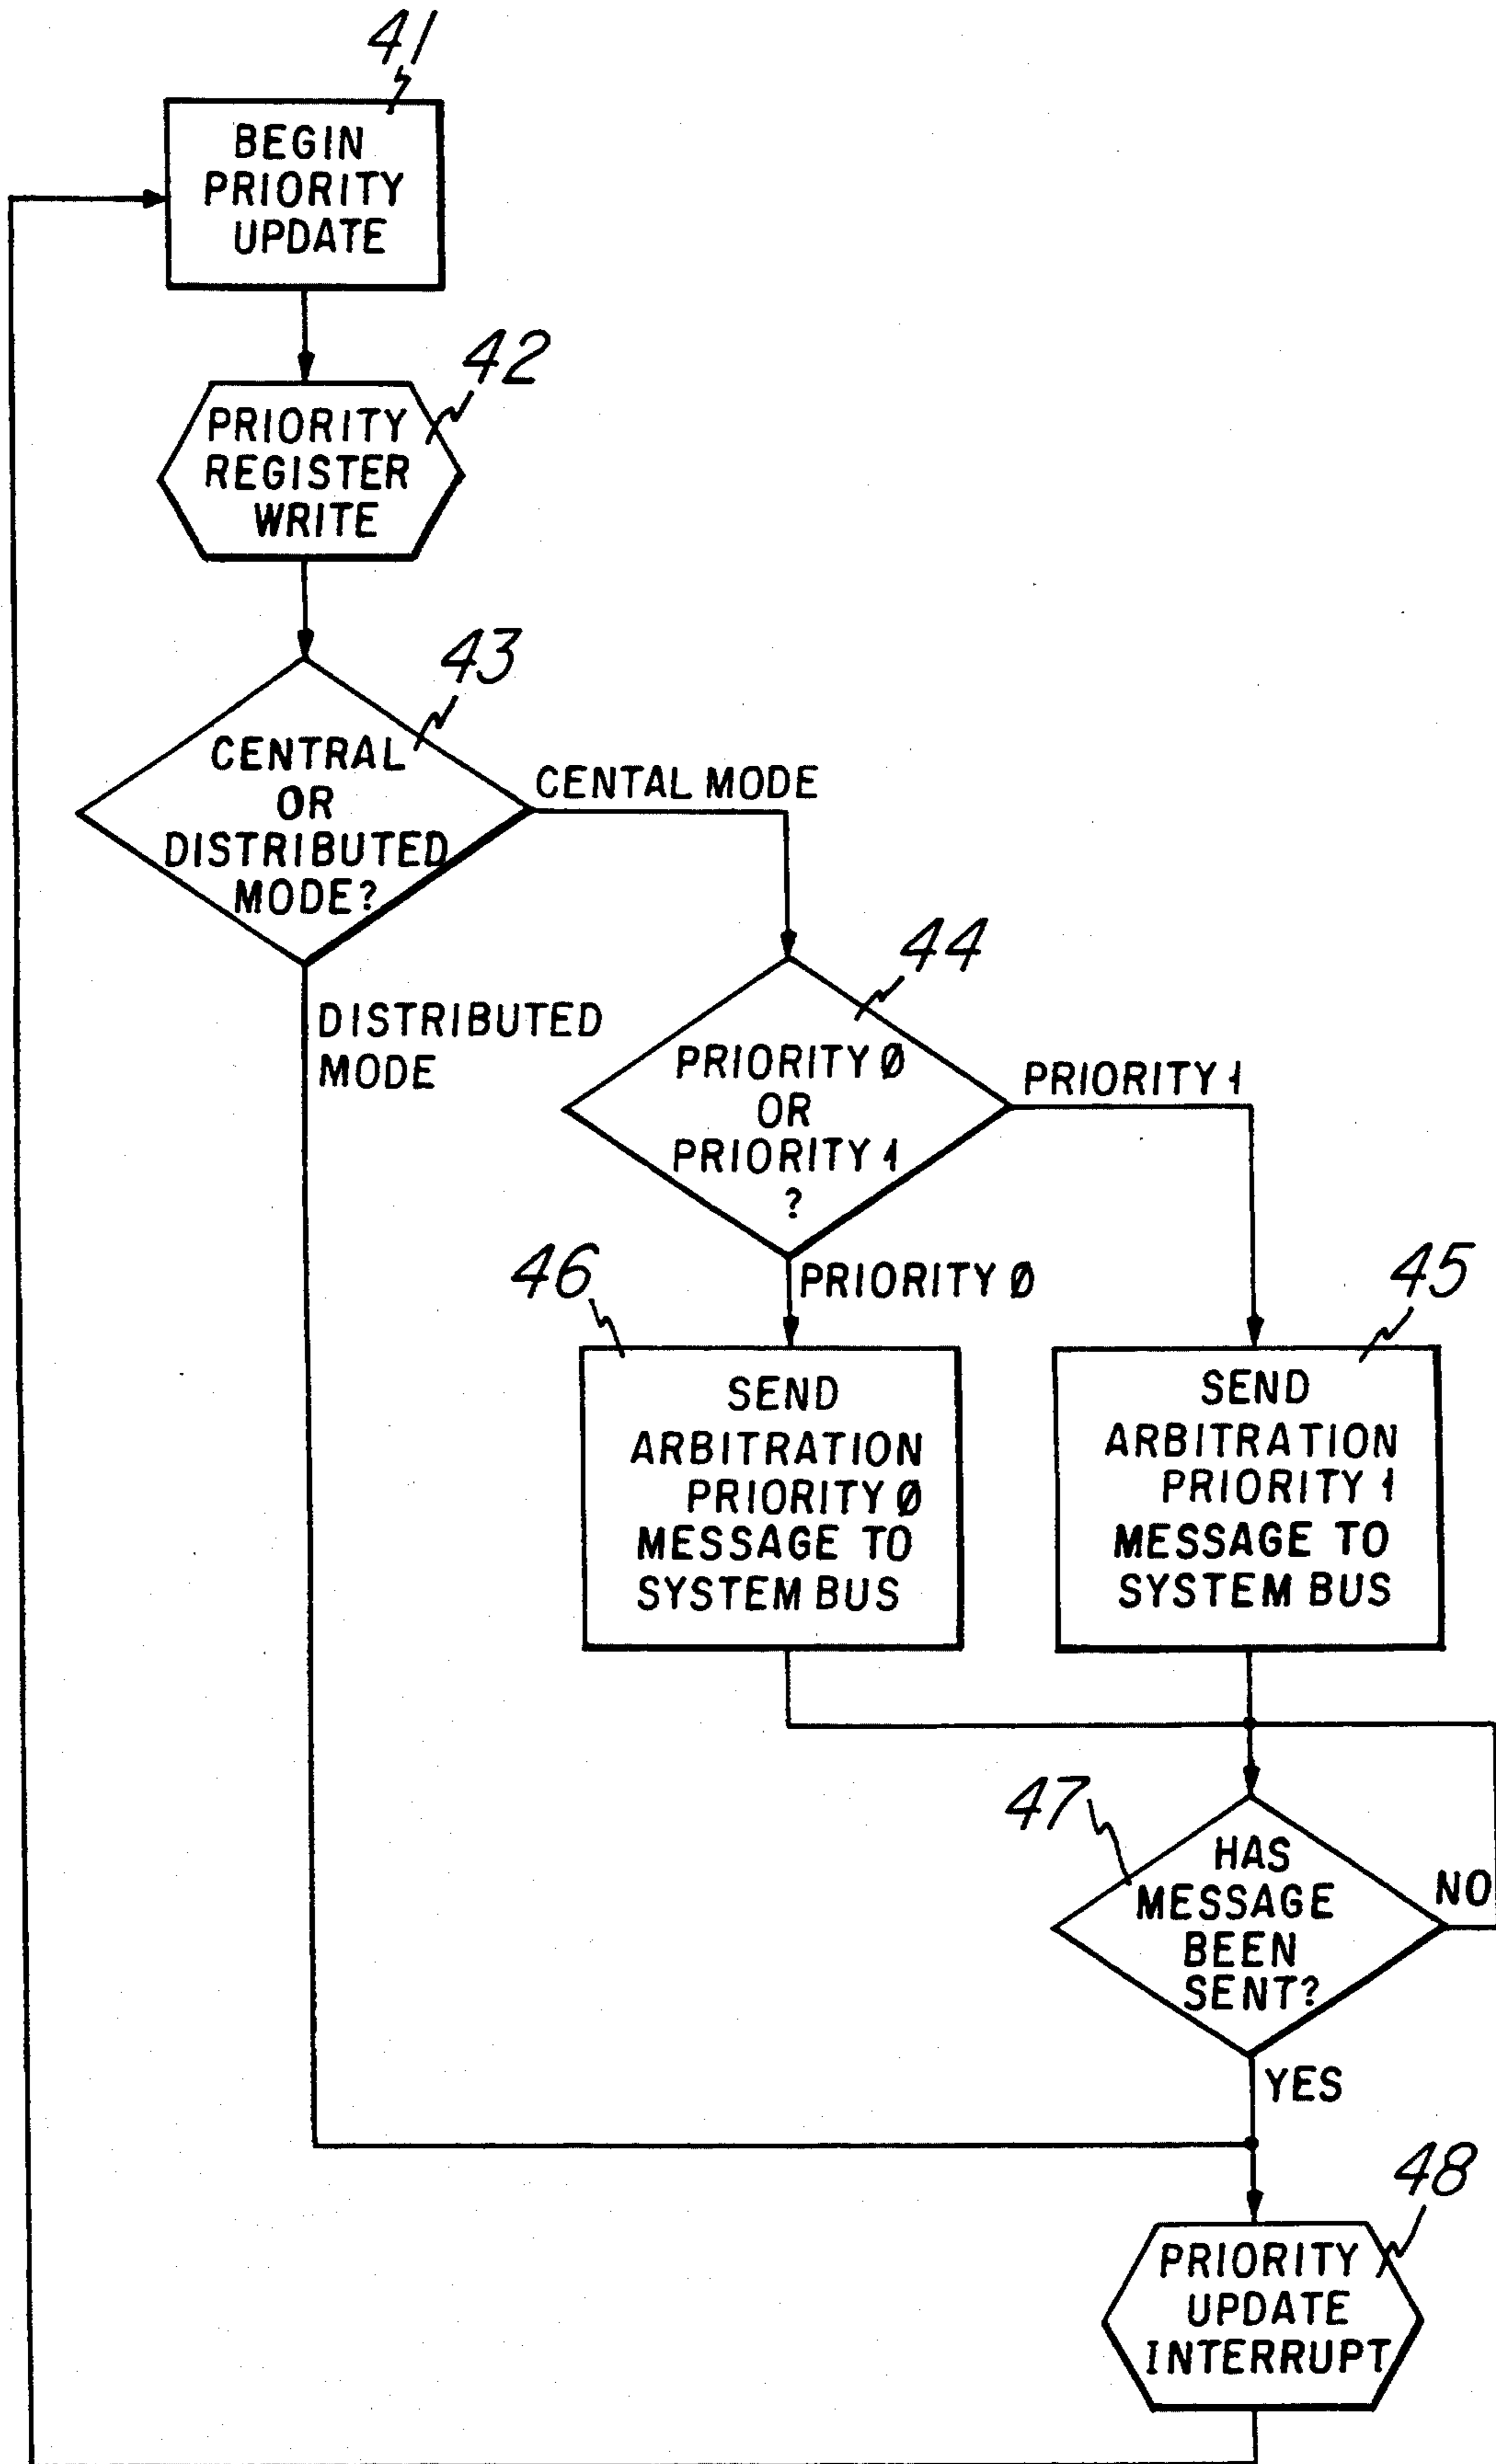 41
BEGIN
PRIORITY
UPDATE
42
PRIORITY
REGISTER
WRITE
43
CENTRAL
OR
DISTRIBUTED
MODE?
CENTAL MODE
DISTRIBUTED
MODE
44
PRIORITY Ø
OR
PRIORITY 1
?
PRIORITY 1
PRIORITY Ø
46
SEND
ARBITRATION
PRIORITY Ø
MESSAGE TO
SYSTEM BUS
45
SEND
ARBITRATION
PRIORITY 1
MESSAGE TO
SYSTEM BUS
47
HAS
MESSAGE
BEEN
SENT?
NO
YES
48
PRIORITY
UPDATE
INTERRUPT